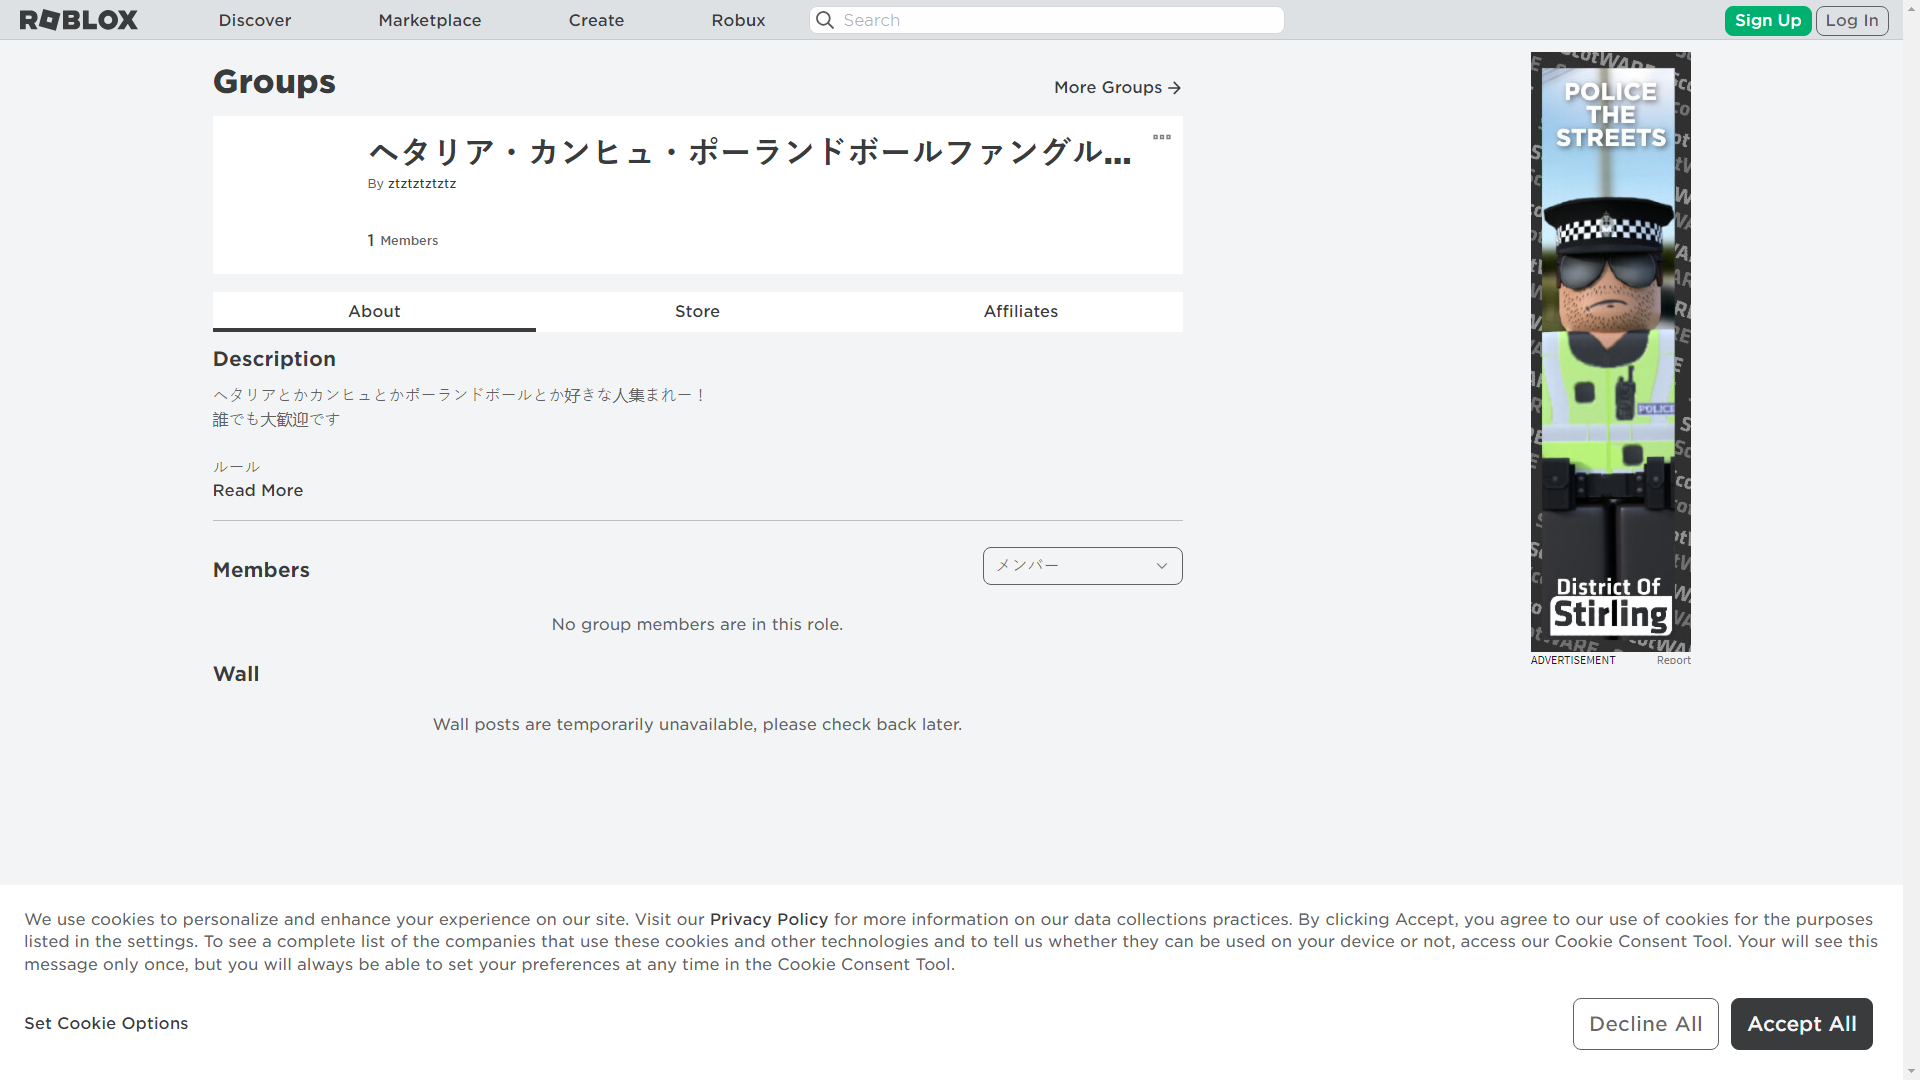 ROBLOX
Discover
Marketplace
Create
Robux
Search
Sign Up
Log In
Groups
More Groups
ヘタリア・カンヒュ・ポーランドボールファングル...
By ztztztztztz
1 Members
About
Store
Affiliates
Description
ヘタリアとかカンヒュとかポーランドボールとか好きな人集まれー！
誰でも大歓迎です
ルール
Read More
Members
メンバー
No group members are in this role.
Wall
Wall posts are temporarily unavailable, please check back later.
POLICE
THE
STREETS
POLICE
District Of
Stirling
ADVERTISEMENT
Report
We use cookies to personalize and enhance your experience on our site. Visit our Privacy Policy for more information on our data collections practices. By clicking Accept, you agree to our use of cookies for the purposes
listed in the settings. To see a complete list of the companies that use these cookies and other technologies and to tell us whether they can be used on your device or not, access our Cookie Consent Tool. Your will see this
message only once, but you will always be able to set your preferences at any time in the Cookie Consent Tool.
Set Cookie Options
Decline All
Accept All